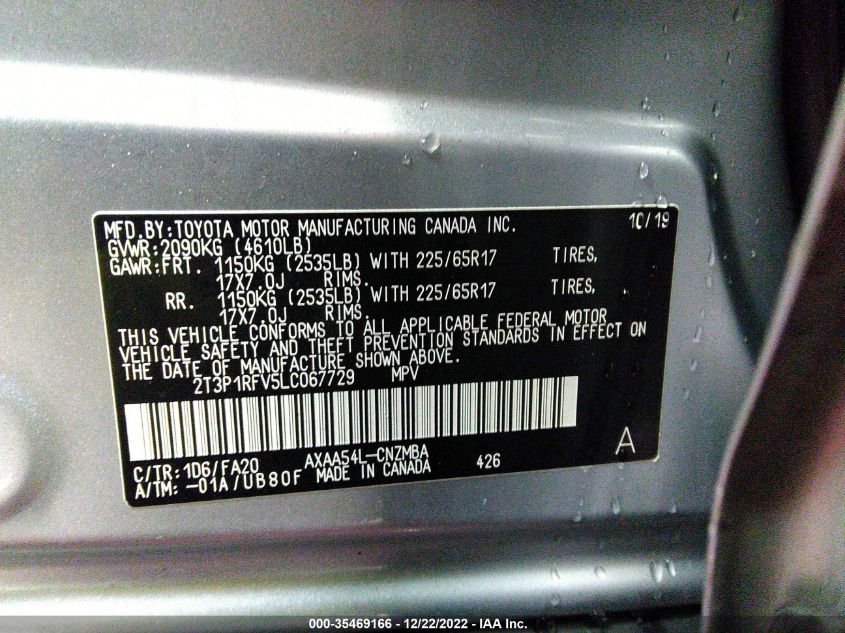 MFD.BY:TOYOTA MOTOR MANUFACTURING CANADA INC. 10/19
GVWR:2090KG (4610LB)
GAWR:FRT. 1150KG (2535LB) WITH 225/65R17 TIRES,
17X7.0J RIMS.
RR. 1150KG (2535LB) WITH 225/65R17 TIRES,
17X7.0J RIMS.
THIS VEHICLE CONFORMS TO ALL APPLICABLE FEDERAL MOTOR
VEHICLE SAFETY AND THEFT PREVENTION STANDARDS IN EFFECT ON
THE DATE OF MANUFACTURE SHOWN ABOVE.
2T3P1RFV5LC067729 MPV
C/TR:1D6/FA20 AXAA54L-CNZMBA 426 A
A/TM:-01A/UB80F MADE IN CANADA
000-35469166 - 12/22/2022 - IAA Inc.